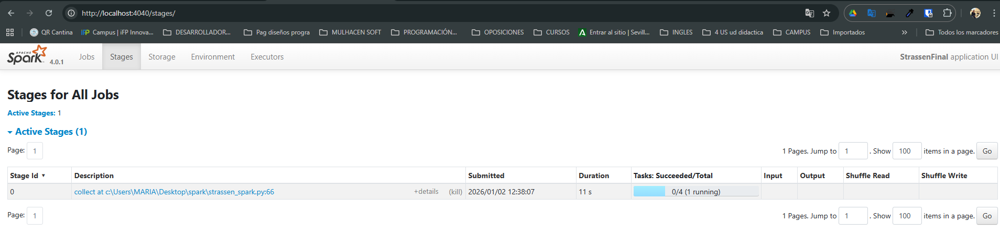 http://localhost:4040/stages/
QR Cantina
iFP Campus | iFP Innova...
DESARROLLADOR...
Pag diseños progra
MULHACEN SOFT
PROGRAMACIÓN...
OPOSICIONES
CURSOS
Entrar al sitio | Sevill...
INGLES
4 US ud didactica
CAMPUS
Importados
»
Todos los marcadores
APACHE Spark 4.0.1 Jobs Stages Storage Environment Executors StrassenFinal application UI
Stages for All Jobs
Active Stages: 1
Active Stages (1)
Page: 1 1 Pages. Jump to 1 . Show 100 items in a page. Go
Stage Id ▾ Description Submitted Duration Tasks: Succeeded/Total Input Output Shuffle Read Shuffle Write
0 collect at c:\Users\MARIA\Desktop\spark\strassen_spark.py:66 +details (kill) 2026/01/02 12:38:07 11 s 0/4 (1 running)
Page: 1 1 Pages. Jump to 1 . Show 100 items in a page. Go